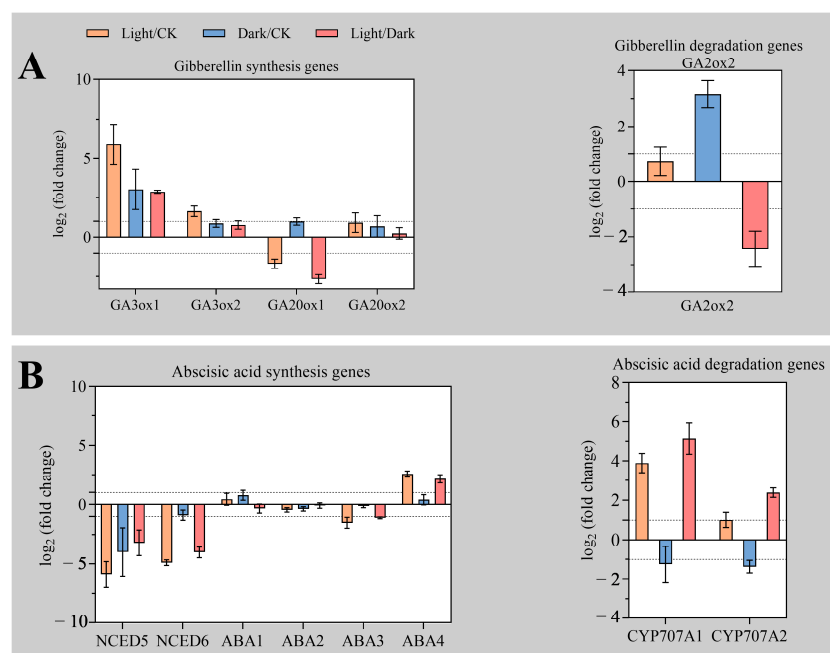 Light/CK Dark/CK Light/Dark
A
Gibberellin synthesis genes
log2 (fold change)
10
5
0
GA3ox1 GA3ox2 GA20ox1 GA20ox2
Gibberellin degradation genes
GA2ox2
log2 (fold change)
4
2
0
−2
−4
GA2ox2
B
Abscisic acid synthesis genes
log2 (fold change)
10
5
0
−5
−10
NCED5 NCED6 ABA1 ABA2 ABA3 ABA4
Abscisic acid degradation genes
log2 (fold change)
8
6
4
2
0
−2
−4
CYP707A1 CYP707A2